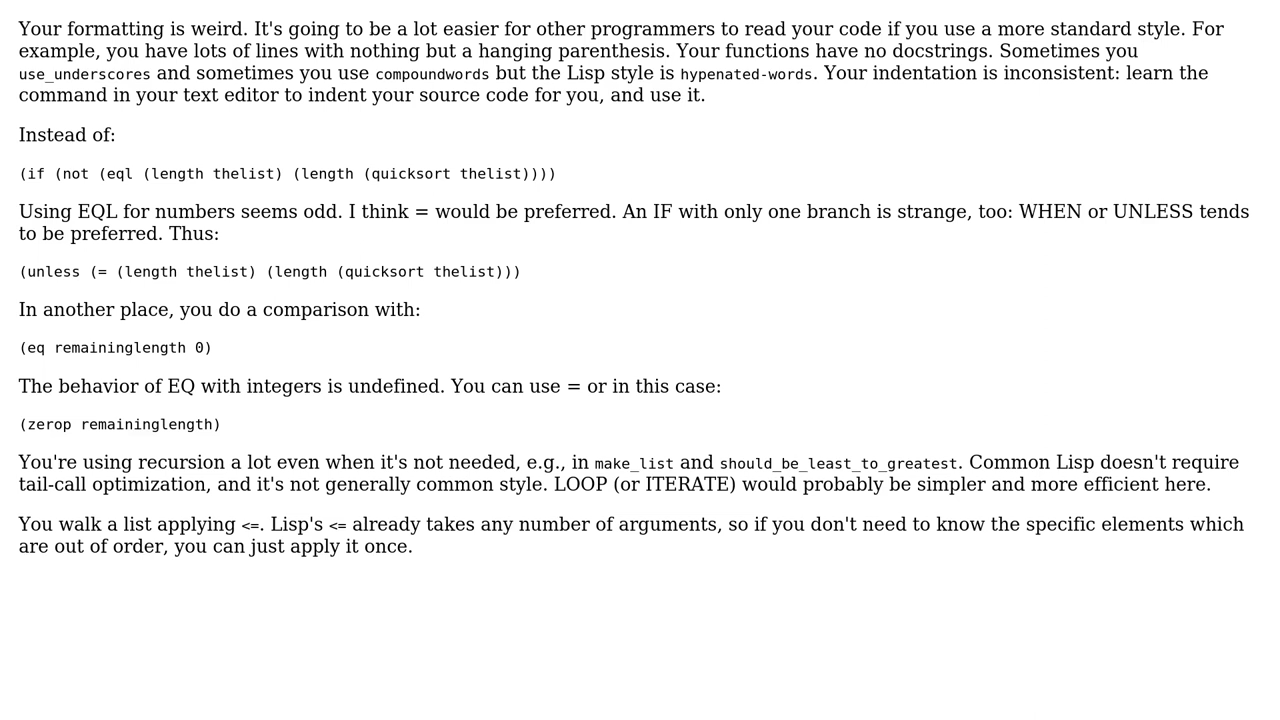 Your formatting is weird. It's going to be a lot easier for other programmers to read your code if you use a more standard style. For
example, you have lots of lines with nothing but a hanging parenthesis. Your functions have no docstrings. Sometimes you
use_underscores and sometimes you use compoundwords but the Lisp style is hypenated-words. Your indentation is inconsistent: learn the
command in your text editor to indent your source code for you, and use it.
Instead of:
(if (not (eql (length thelist) (length (quicksort thelist))))
Using EQL for numbers seems odd. I think = would be preferred. An IF with only one branch is strange, too: WHEN or UNLESS tends
to be preferred. Thus:
(unless (= (length thelist) (length (quicksort thelist)))
In another place, you do a comparison with:
(eq remaininglength 0)
The behavior of EQ with integers is undefined. You can use = or in this case:
(zerop remaininglength)
You're using recursion a lot even when it's not needed, e.g., in make_list and should_be_least_to_greatest. Common Lisp doesn't require
tail-call optimization, and it's not generally common style. LOOP (or ITERATE) would probably be simpler and more efficient here.
You walk a list applying <=. Lisp's <= already takes any number of arguments, so if you don't need to know the specific elements which
are out of order, you can just apply it once.